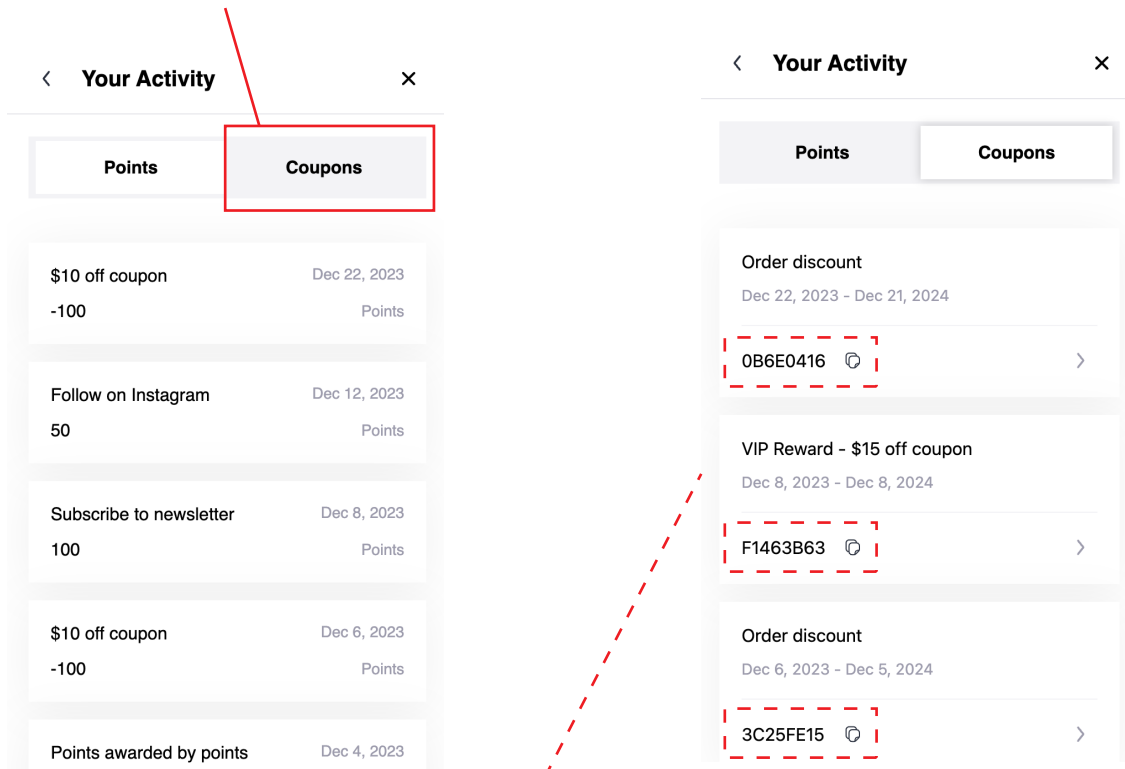 Your Activity
Points
Coupons
$10 off coupon
Dec 22, 2023
-100
Points
Follow on Instagram
Dec 12, 2023
50
Points
Subscribe to newsletter
Dec 8, 2023
100
Points
$10 off coupon
Dec 6, 2023
-100
Points
Points awarded by points
Dec 4, 2023
Your Activity
Points
Coupons
Order discount
Dec 22, 2023 - Dec 21, 2024
0B6E0416
VIP Reward - $15 off coupon
Dec 8, 2023 - Dec 8, 2024
F1463B63
Order discount
Dec 6, 2023 - Dec 5, 2024
3C25FE15